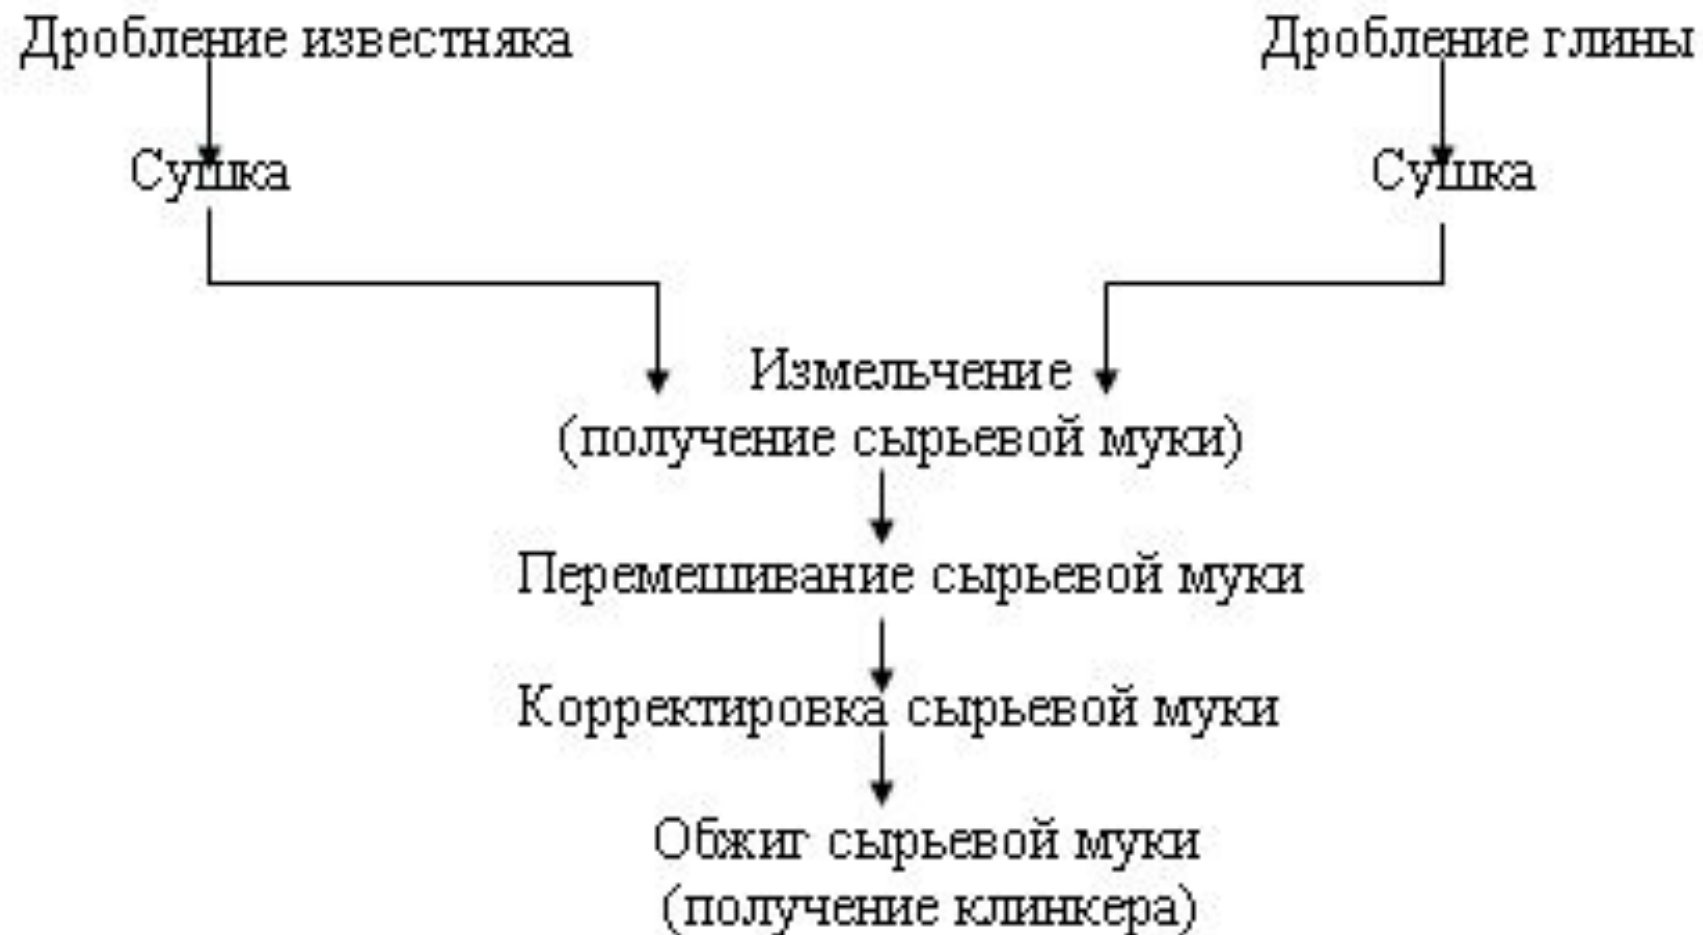 Дробление известняка
Дробление глины
Сушка
Сушка
Измельчение
(получение сырьевой муки)
Перемешивание сырьевой муки
Корректировка сырьевой муки
Обжиг сырьевой муки
(получение клинкера)